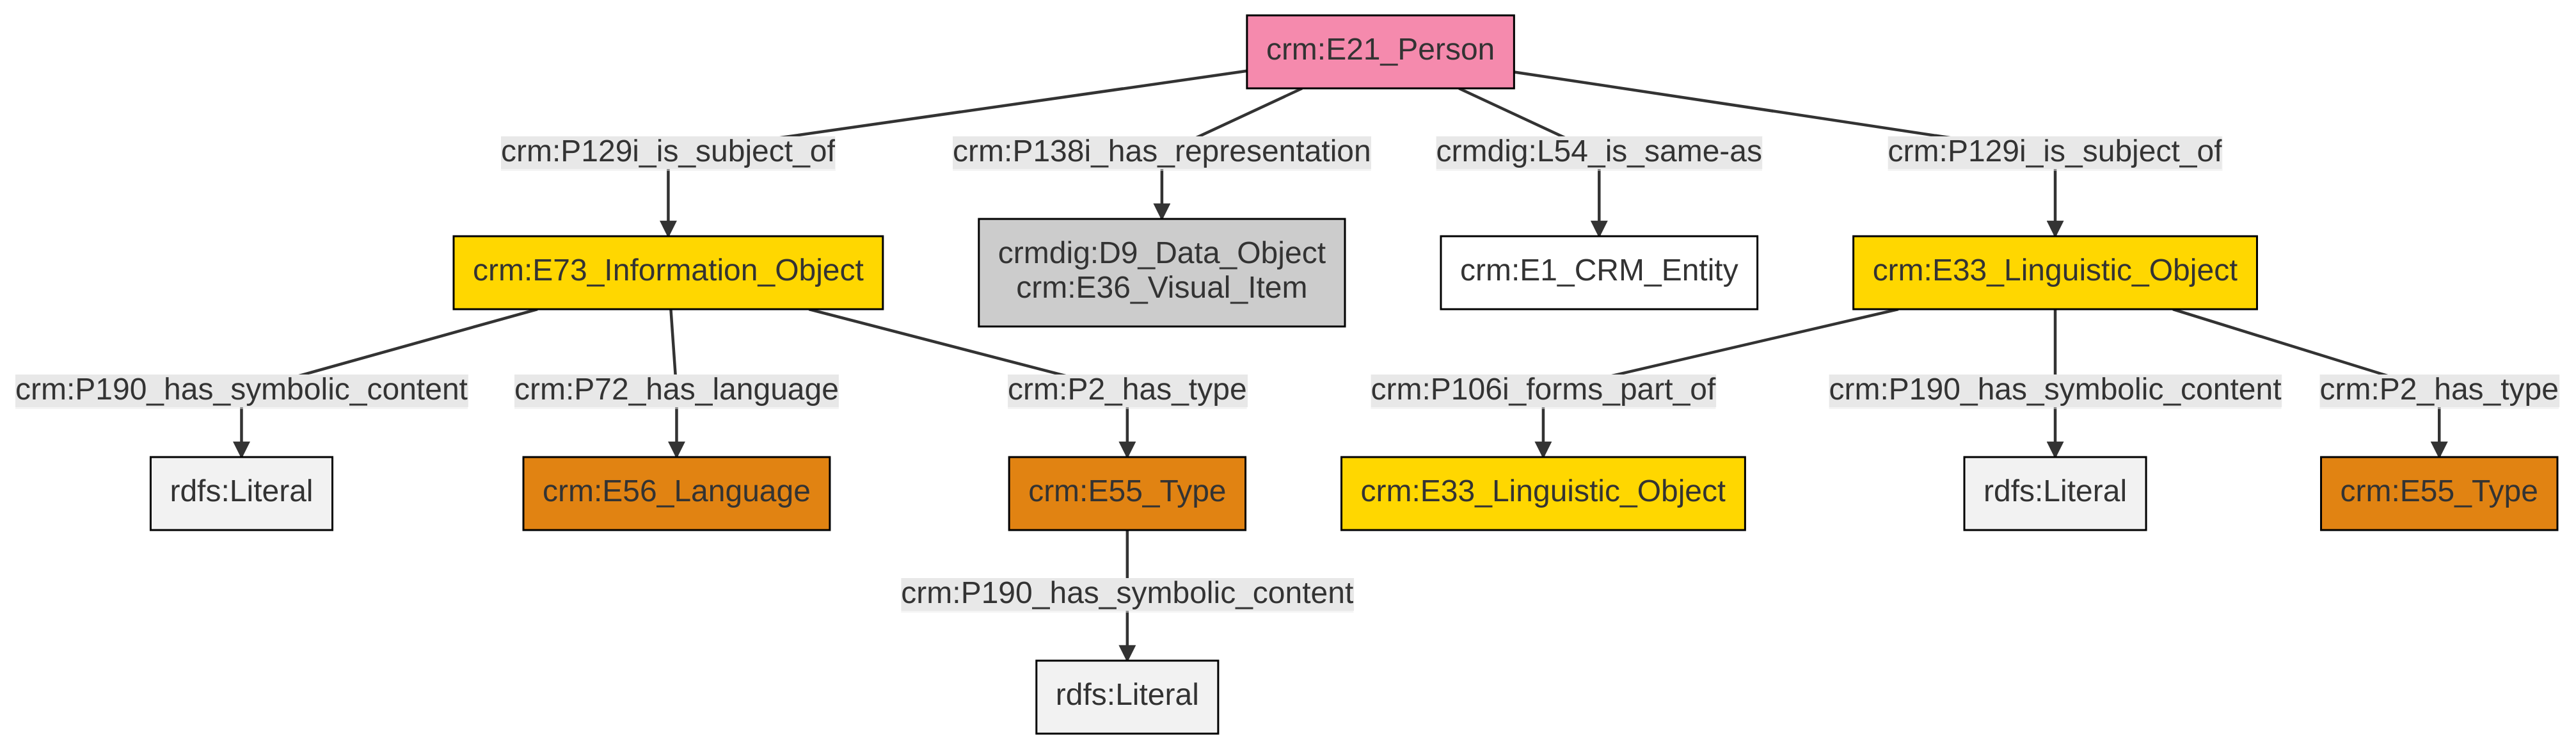 crm:E21_Person
crm:P129i_is_subject_of
crm:P138i_has_representation
crmdig:L54_is_same-as
crm:P129i_is_subject_of
crm:E73_Information_Object
crmdig:D9_Data_Object
crm:E36_Visual_Item
crm:E1_CRM_Entity
crm:E33_Linguistic_Object
crm:P190_has_symbolic_content
crm:P72_has_language
crm:P2_has_type
crm:P106i_forms_part_of
crm:P190_has_symbolic_content
crm:P2_has_type
rdfs:Literal
crm:E56_Language
crm:E55_Type
crm:E33_Linguistic_Object
rdfs:Literal
crm:E55_Type
crm:P190_has_symbolic_content
rdfs:Literal